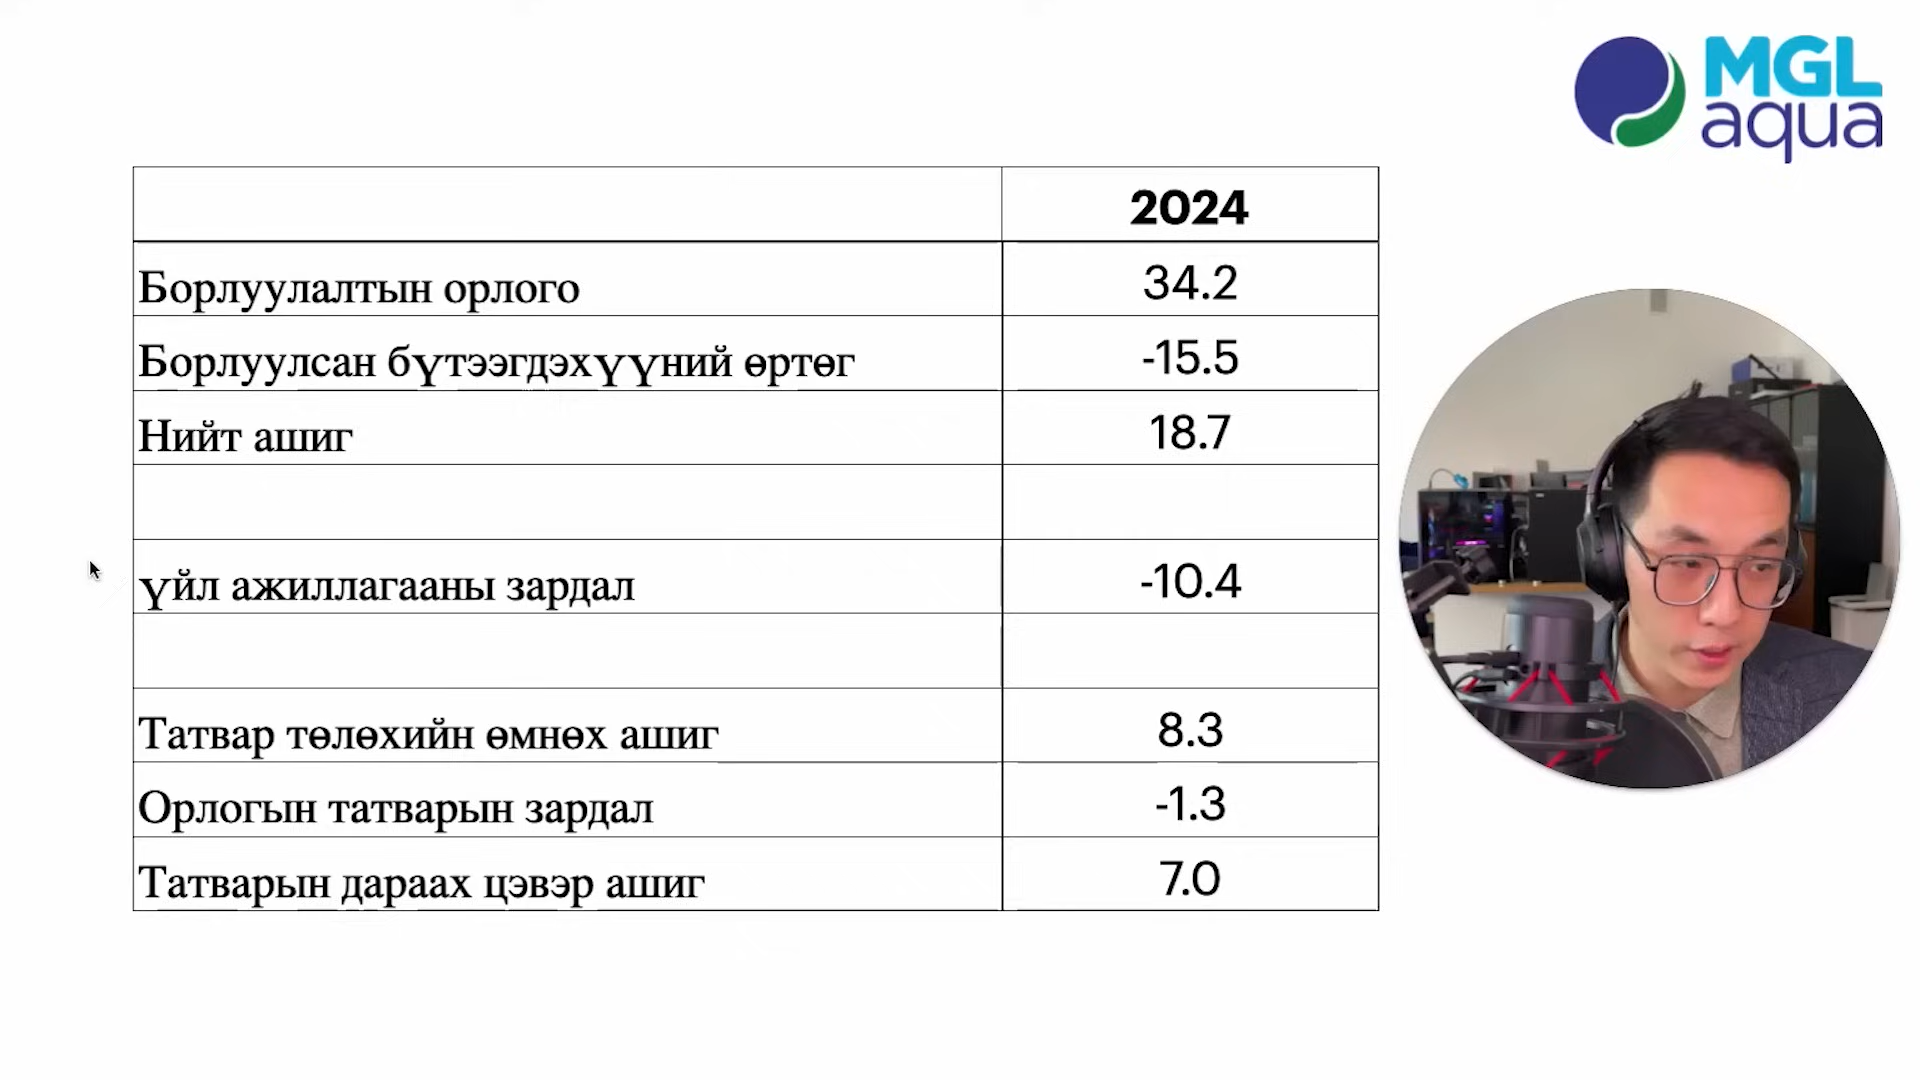 MGL
aqua
2024
Борлуулалтын орлого 34.2
Борлуулсан бүтээгдэхүүний өртөг -15.5
Нийт ашиг 18.7
үйл ажиллагааны зардал -10.4
Татвар төлөхийн өмнөх ашиг 8.3
Орлогын татварын зардал -1.3
Татварын дараах цэвэр ашиг 7.0